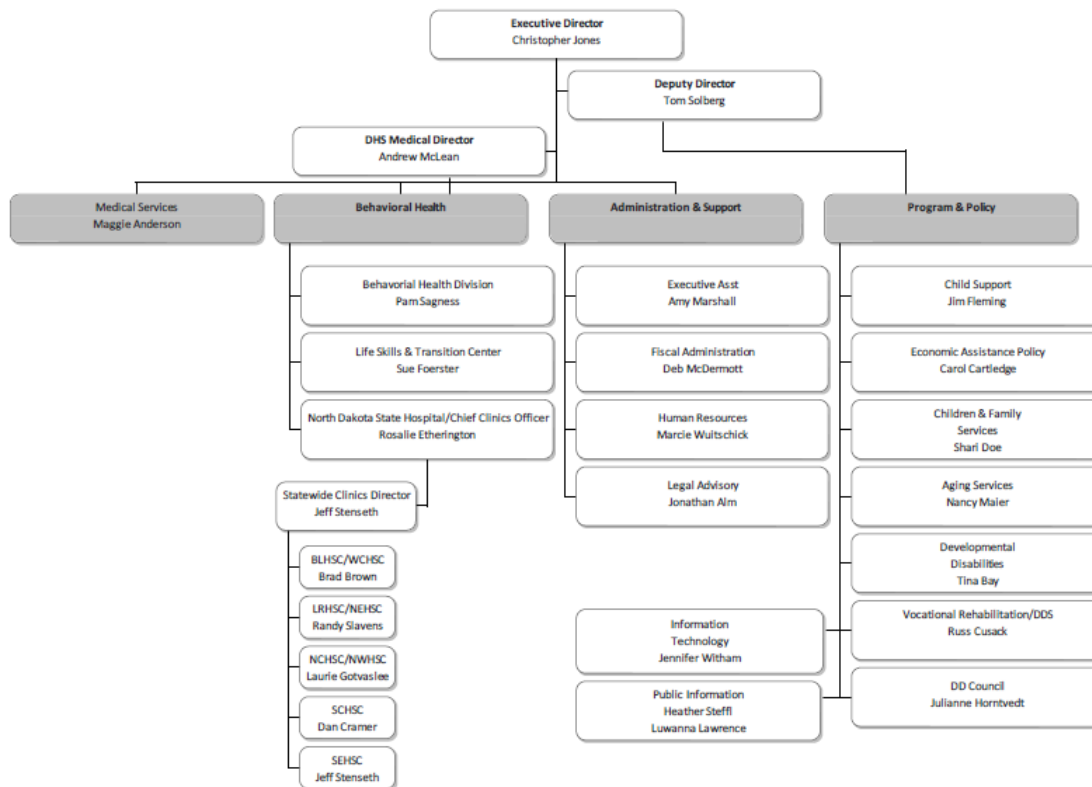 Executive Director
Christopher Jones
Deputy Director
Tom Solberg
DHS Medical Director
Andrew McLean
Medical Services
Maggie Anderson
Behavioral Health
Administration & Support
Program & Policy
Behavorial Health Division
Pam Sagness
Life Skills & Transition Center
Sue Foerster
North Dakota State Hospital/Chief Clinics Officer
Rosalie Etherington
Statewide Clinics Director
Jeff Stenseth
BLHSC/WCHSC
Brad Brown
LRHSC/NEHSC
Randy Slavens
NCHSC/NWHSC
Laurie Gotvaslee
SCHSC
Dan Cramer
SEHSC
Jeff Stenseth
Executive Asst
Amy Marshall
Fiscal Administration
Deb McDermott
Human Resources
Marcie Wuitschick
Legal Advisory
Jonathan Alm
Information
Technology
Jennifer Witham
Public Information
Heather Steffl
Luwanna Lawrence
Child Support
Jim Fleming
Economic Assistance Policy
Carol Cartledge
Children & Family
Services
Shari Doe
Aging Services
Nancy Maier
Developmental
Disabilities
Tina Bay
Vocational Rehabilitation/DDS
Russ Cusack
DD Council
Julianne Horntvedt